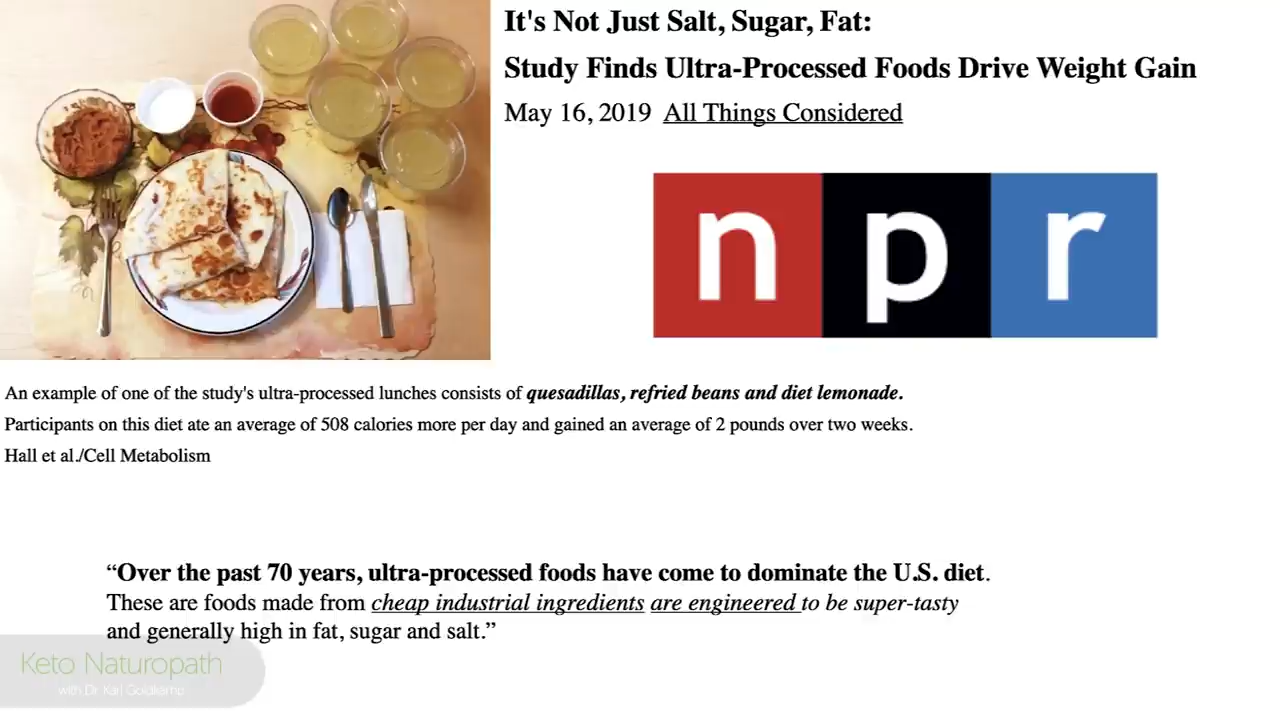 It's Not Just Salt, Sugar, Fat:
Study Finds Ultra-Processed Foods Drive Weight Gain
May 16, 2019 All Things Considered
npr
An example of one of the study's ultra-processed lunches consists of quesadillas, refried beans and diet lemonade.
Participants on this diet ate an average of 508 calories more per day and gained an average of 2 pounds over two weeks.
Hall et al./Cell Metabolism
“Over the past 70 years, ultra-processed foods have come to dominate the U.S. diet.
These are foods made from cheap industrial ingredients are engineered to be super-tasty
and generally high in fat, sugar and salt.”
Keto Naturopath
with Dr. Karl Goldkamp